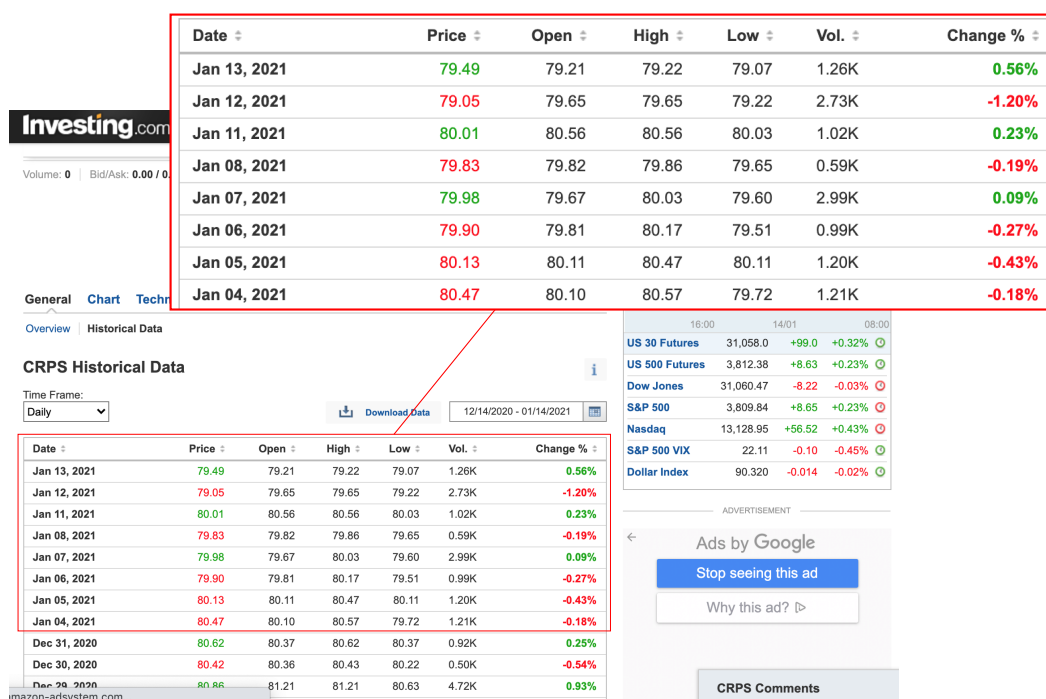 Date Price Open High Low Vol. Change %
Jan 13, 2021 79.49 79.21 79.22 79.07 1.26K 0.56%
Jan 12, 2021 79.05 79.65 79.65 79.22 2.73K -1.20%
Jan 11, 2021 80.01 80.56 80.56 80.03 1.02K 0.23%
Jan 08, 2021 79.83 79.82 79.86 79.65 0.59K -0.19%
Jan 07, 2021 79.98 79.67 80.03 79.60 2.99K 0.09%
Jan 06, 2021 79.90 79.81 80.17 79.51 0.99K -0.27%
Jan 05, 2021 80.13 80.11 80.47 80.11 1.20K -0.43%
Jan 04, 2021 80.47 80.10 80.57 79.72 1.21K -0.18%
Investing.com
Volume: 0 Bid/Ask: 0.00 / 0.
General Chart Techn
Overview Historical Data
CRPS Historical Data
Time Frame:
Daily Download Data 12/14/2020 - 01/14/2021
Date Price Open High Low Vol. Change %
Jan 13, 2021 79.49 79.21 79.22 79.07 1.26K 0.56%
Jan 12, 2021 79.05 79.65 79.65 79.22 2.73K -1.20%
Jan 11, 2021 80.01 80.56 80.56 80.03 1.02K 0.23%
Jan 08, 2021 79.83 79.82 79.86 79.65 0.59K -0.19%
Jan 07, 2021 79.98 79.67 80.03 79.60 2.99K 0.09%
Jan 06, 2021 79.90 79.81 80.17 79.51 0.99K -0.27%
Jan 05, 2021 80.13 80.11 80.47 80.11 1.20K -0.43%
Jan 04, 2021 80.47 80.10 80.57 79.72 1.21K -0.18%
Dec 31, 2020 80.62 80.37 80.62 80.37 0.92K 0.25%
Dec 30, 2020 80.42 80.36 80.43 80.22 0.50K -0.54%
Dec 29, 2020 80.86 81.21 81.21 80.63 4.72K 0.93%
amazon-adsystem.com
16:00 14/01 08:00
US 30 Futures 31,058.0 +99.0 +0.32%
US 500 Futures 3,812.38 +8.63 +0.23%
Dow Jones 31,060.47 -8.22 -0.03%
S&P 500 3,809.84 +8.65 +0.23%
Nasdaq 13,128.95 +56.52 +0.43%
S&P 500 VIX 22.11 -0.10 -0.45%
Dollar Index 90.320 -0.014 -0.02%
ADVERTISEMENT
Ads by Google
Stop seeing this ad
Why this ad?
CRPS Comments